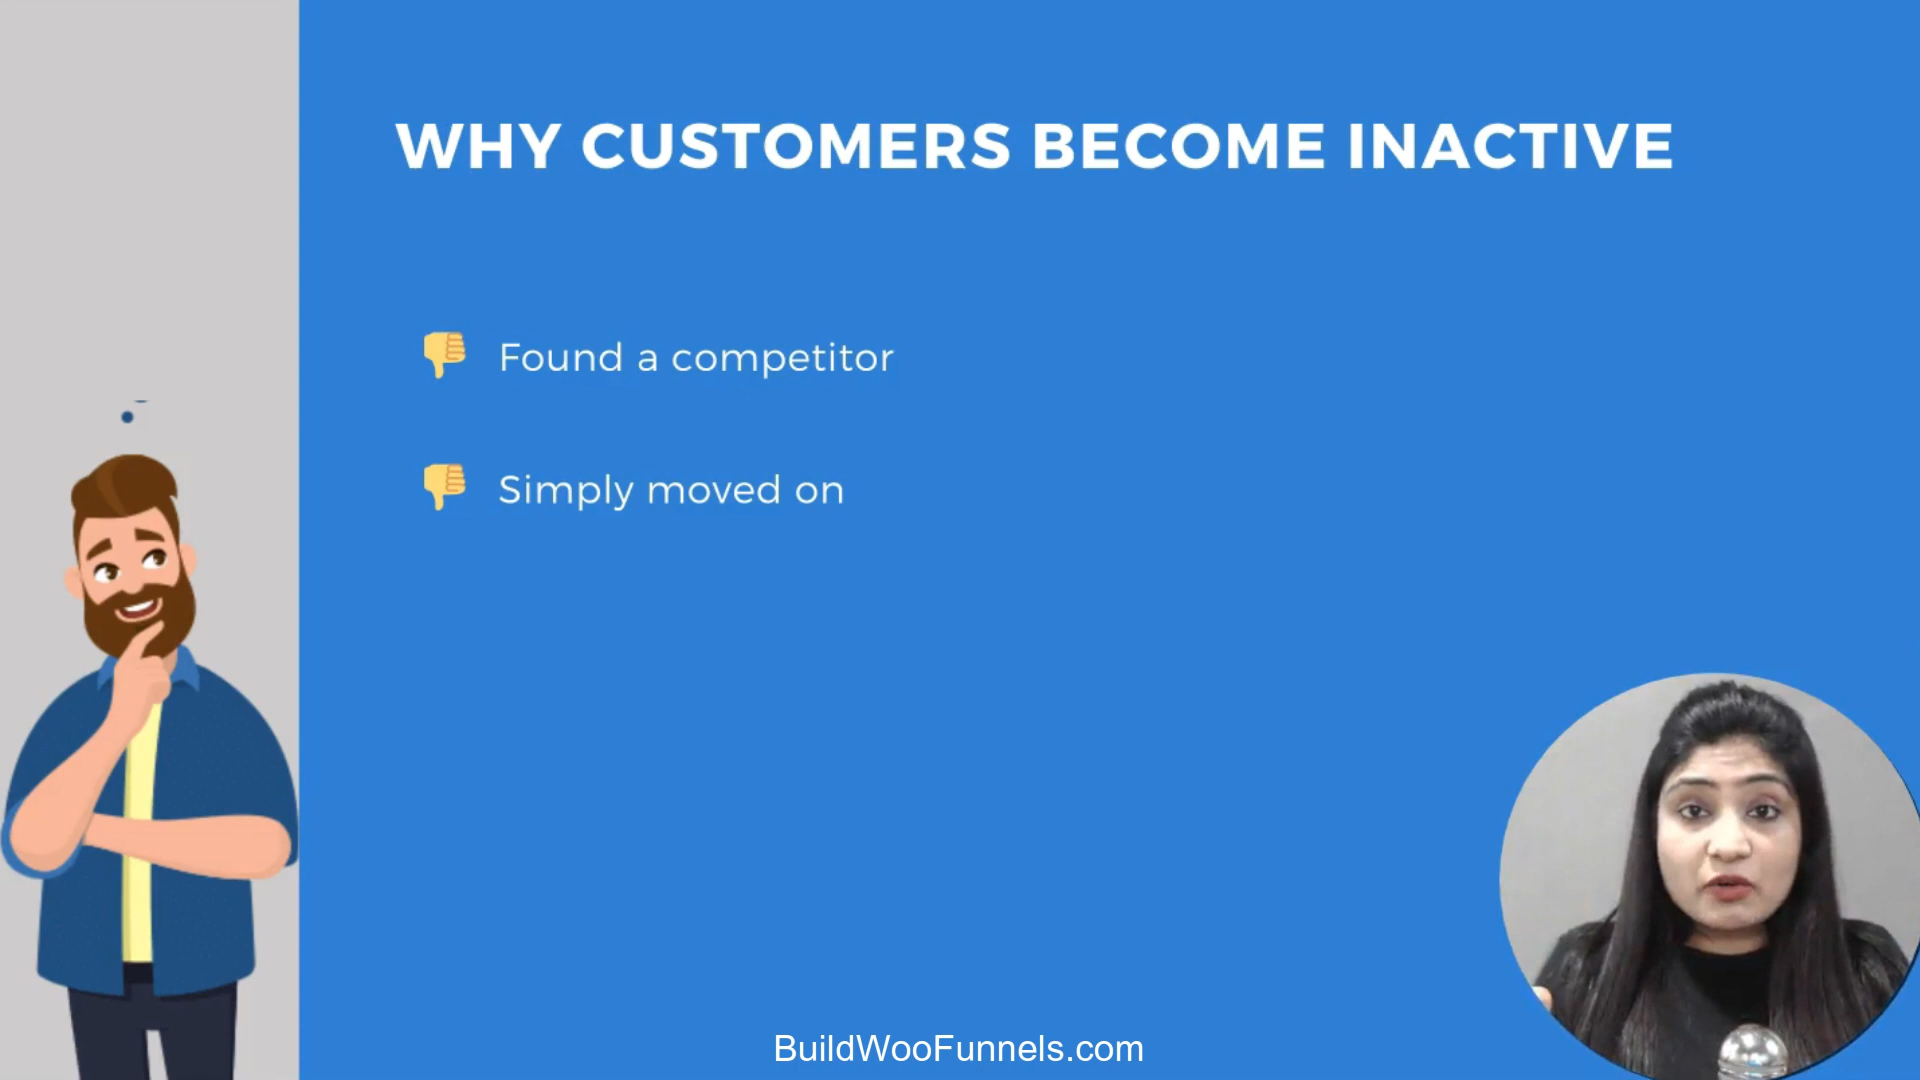 WHY CUSTOMERS BECOME INACTIVE
Found a competitor
Simply moved on
BuildWooFunnels.com